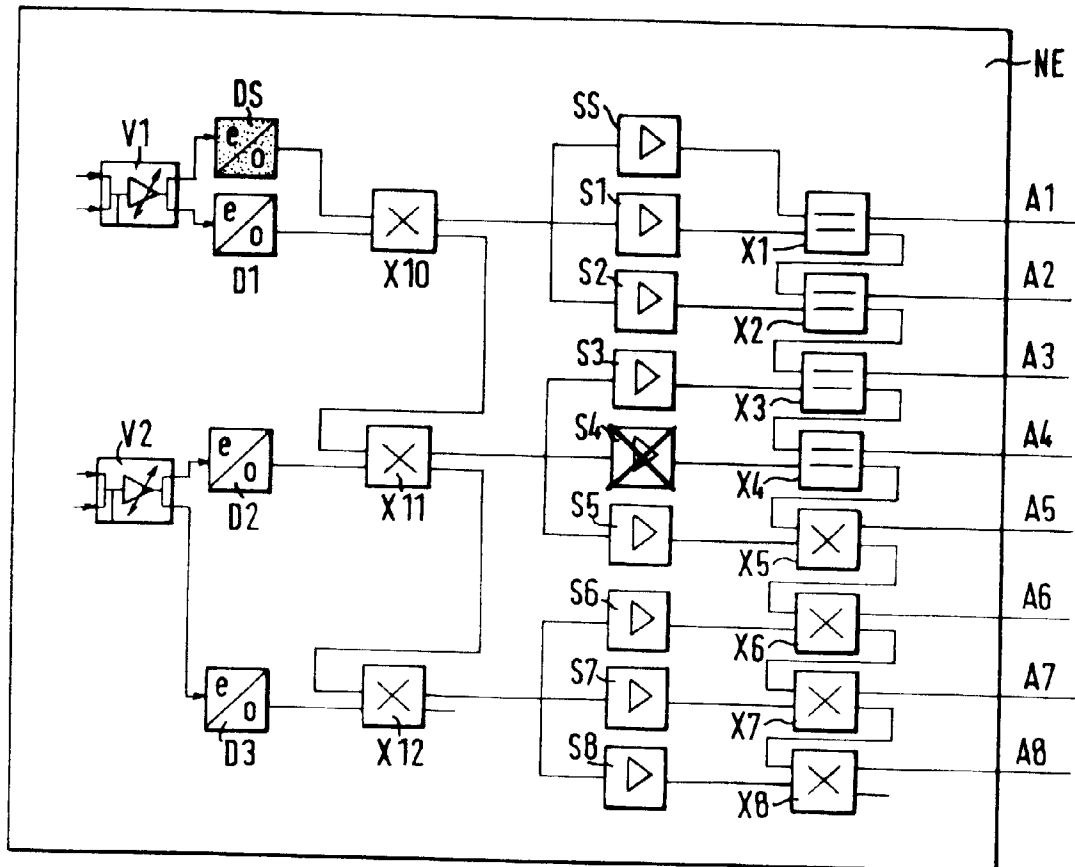 NE
DS
SS
V1
e
o
S1
A1
e
o
X10
X1
D1
S2
A2
X2
S3
A3
X3
V2
S4
A4
e
o
X4
D2
X11
S5
A5
X5
S6
A6
X6
S7
A7
e
o
X7
D3
X12
S8
A8
X8